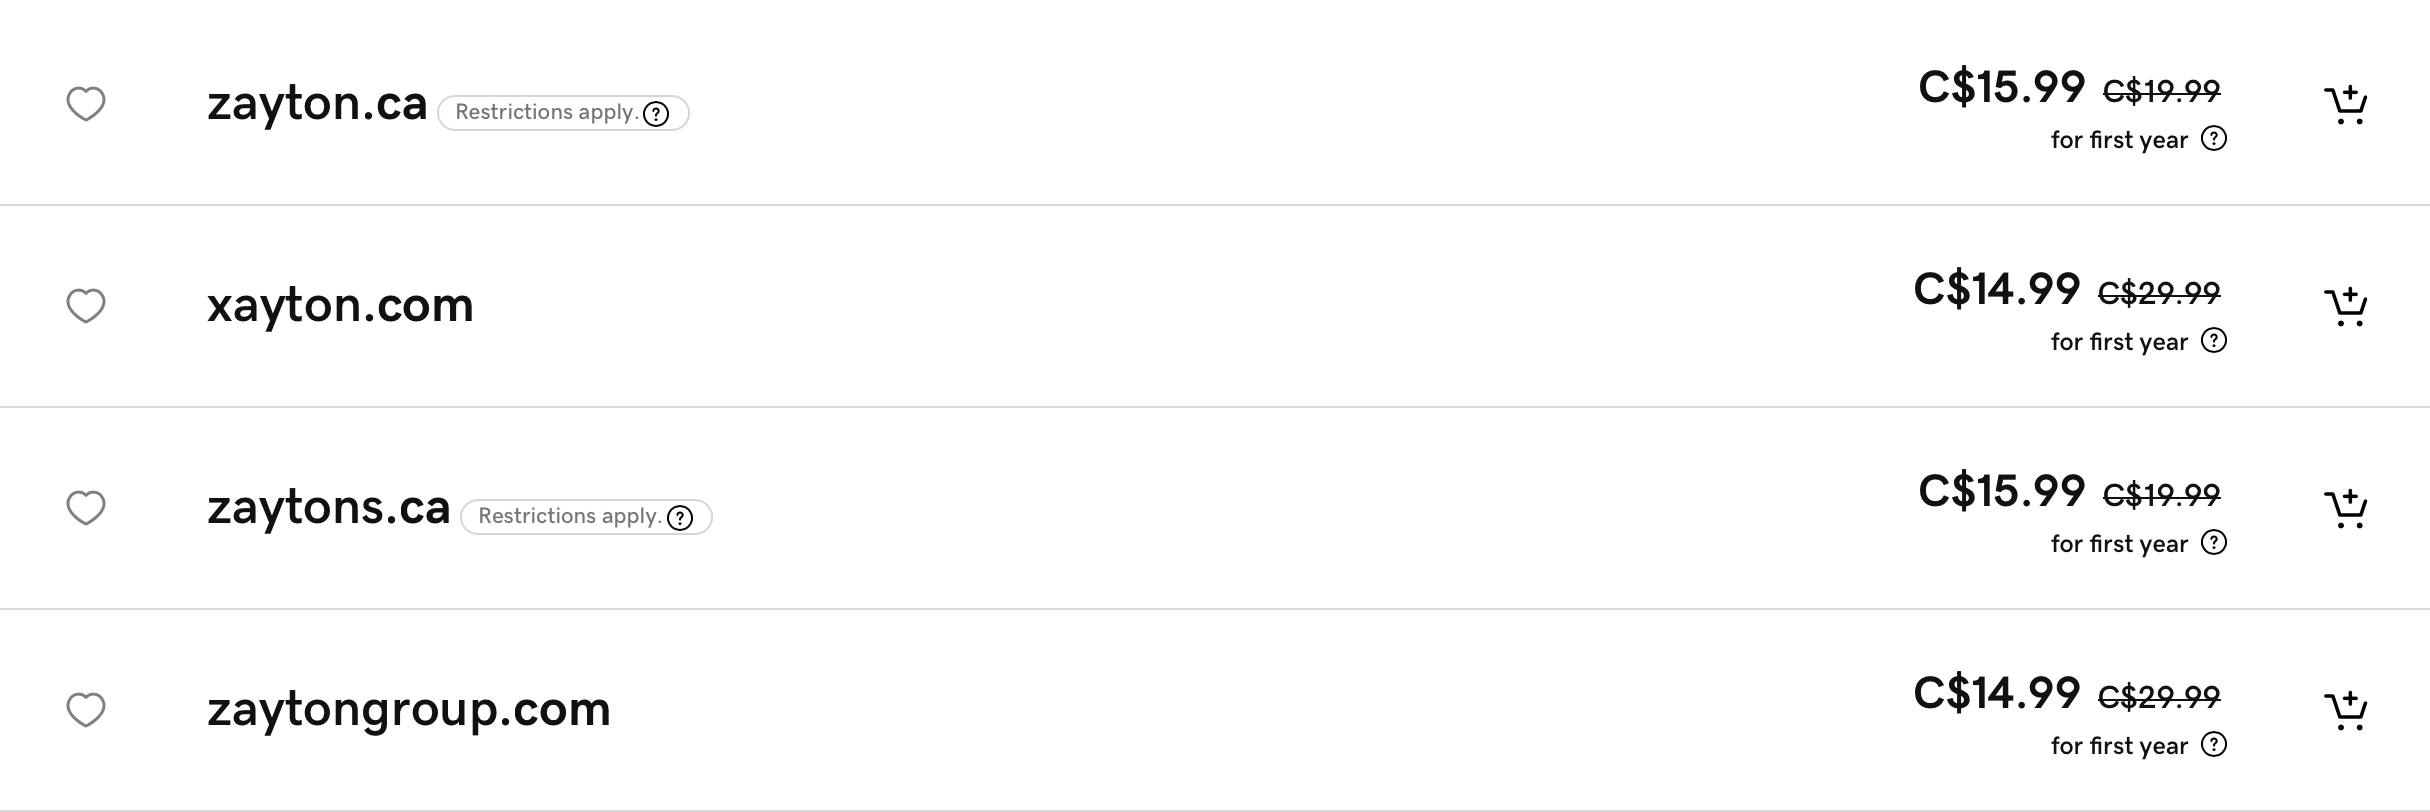 zayton.ca Restrictions apply. ? C$15.99 C$19.99
for first year ?
xayton.com C$14.99 C$29.99
for first year ?
zaytons.ca Restrictions apply. ? C$15.99 C$19.99
for first year ?
zaytongroup.com C$14.99 C$29.99
for first year ?